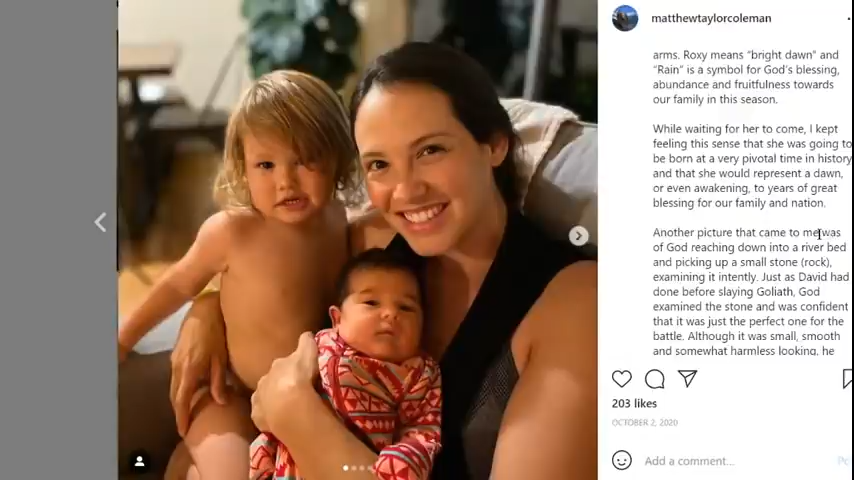 matthewtaylorcoleman
arms. Roxy means "bright dawn" and
"Rain" is a symbol for God's blessing,
abundance and fruitfulness towards
our family in this season.
While waiting for her to come, I kept
feeling this sense that she was going to
be born at a very pivotal time in history
and that she would represent a dawn,
or even awakening, to years of great
blessing for our family and nation.
Another picture that came to me was
of God reaching down into a river bed
and picking up a small stone (rock),
examining it intently. Just as David had
done before slaying Goliath, God
examined the stone and was confident
that it was just the perfect one for the
battle. Although it was small, smooth
and somewhat harmless looking, he
203 likes
OCTOBER 2, 2020
Add a comment...